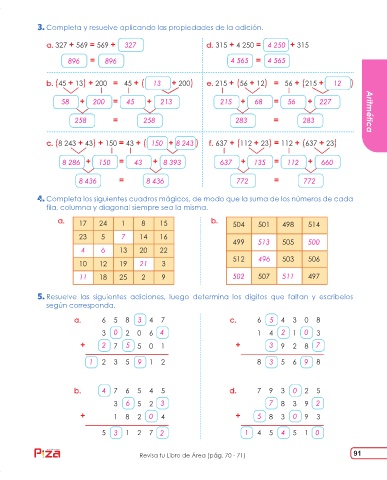 3. Completa y resuelve aplicando las propiedades de la adición.
a. 327 + 569 = 569 + 327
896 = 896
d. 315 + 4 250 = 4 250 + 315
4 565 = 4 565
b. (45 + 13) + 200 = 45 + ( 13 + 200)
58 + 200 = 45 + 213
258 = 258
e. 215 + (56 + 12) = 56 + (215 + 12 )
215 + 68 = 56 + 227
283 = 283
c. (8 243 + 43) + 150 = 43 + ( 150 + 8 243 )
8 286 + 150 = 43 + 8 393
8 436 = 8 436
f. 637 + (112 + 23) = 112 + (637 + 23)
637 + 135 = 112 + 660
772 = 772
Aritmética
4. Completa los siguientes cuadros mágicos, de modo que la suma de los números de cada
fila, columna y diagonal siempre sea la misma.
a.
17 24 1 8 15
23 5 7 14 16
4 6 13 20 22
10 12 19 21 3
11 18 25 2 9
b.
504 501 498 514
499 513 505 500
512 496 503 506
502 507 511 497
5. Resuelve las siguientes adiciones, luego determina los dígitos que faltan y escríbelos
según corresponda.
a. 6 5 8 3 4 7
3 0 2 0 6 4
+ 2 7 5 5 0 1
1 2 3 5 9 1 2
c. 6 5 4 3 0 8
1 4 2 1 0 3
+ 3 9 2 8 7
8 3 5 6 9 8
b. 4 7 6 5 4 5
3 6 5 2 3
+ 1 8 2 0 4
5 3 1 2 7 2
d. 7 9 3 0 2 5
7 8 3 9 2
+ 5 8 3 0 9 3
1 4 5 4 5 1 0
Pizza
Revisa tu Libro de Área (pág. 70 - 71)
91